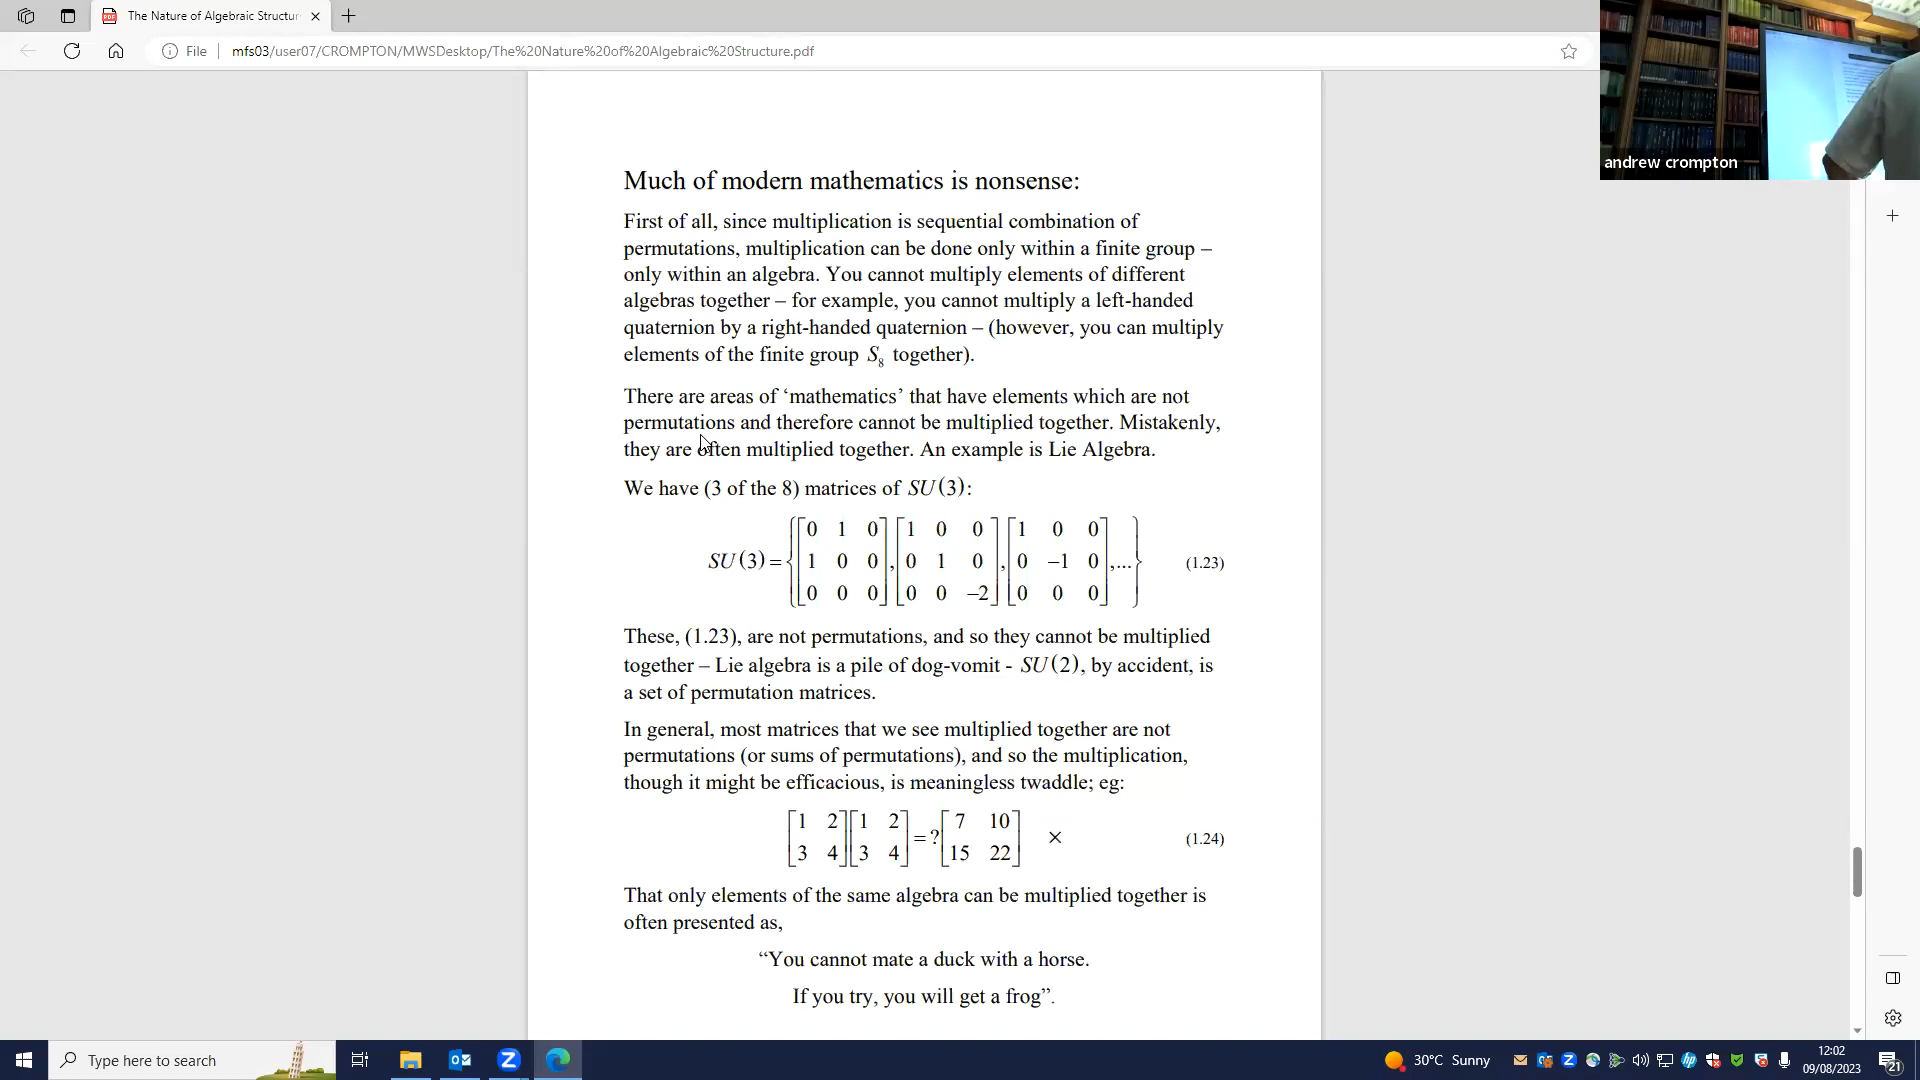 The Nature of Algebraic Structur
File
mfs03/user07/CROMPTON/MWSDesktop/The%20Nature%20of%20Algebraic%20Structure.pdf
andrew crompton
Much of modern mathematics is nonsense:
First of all, since multiplication is sequential combination of
permutations, multiplication can be done only within a finite group –
only within an algebra. You cannot multiply elements of different
algebras together – for example, you cannot multiply a left-handed
quaternion by a right-handed quaternion – (however, you can multiply
elements of the finite group S₈ together).
There are areas of ‘mathematics’ that have elements which are not
permutations and therefore cannot be multiplied together. Mistakenly,
they are often multiplied together. An example is Lie Algebra.
We have (3 of the 8) matrices of SU(3):
SU(3) = { [0 1 0; 1 0 0; 0 0 0], [1 0 0; 0 1 0; 0 0 −2], [1 0 0; 0 −1 0; 0 0 0], ... } (1.23)
These, (1.23), are not permutations, and so they cannot be multiplied
together – Lie algebra is a pile of dog-vomit - SU(2), by accident, is
a set of permutation matrices.
In general, most matrices that we see multiplied together are not
permutations (or sums of permutations), and so the multiplication,
though it might be efficacious, is meaningless twaddle; eg:
[1 2; 3 4] [1 2; 3 4] = ? [7 10; 15 22] × (1.24)
That only elements of the same algebra can be multiplied together is
often presented as,
“You cannot mate a duck with a horse.
If you try, you will get a frog”.
Type here to search
30°C Sunny
12:02
09/08/2023
21